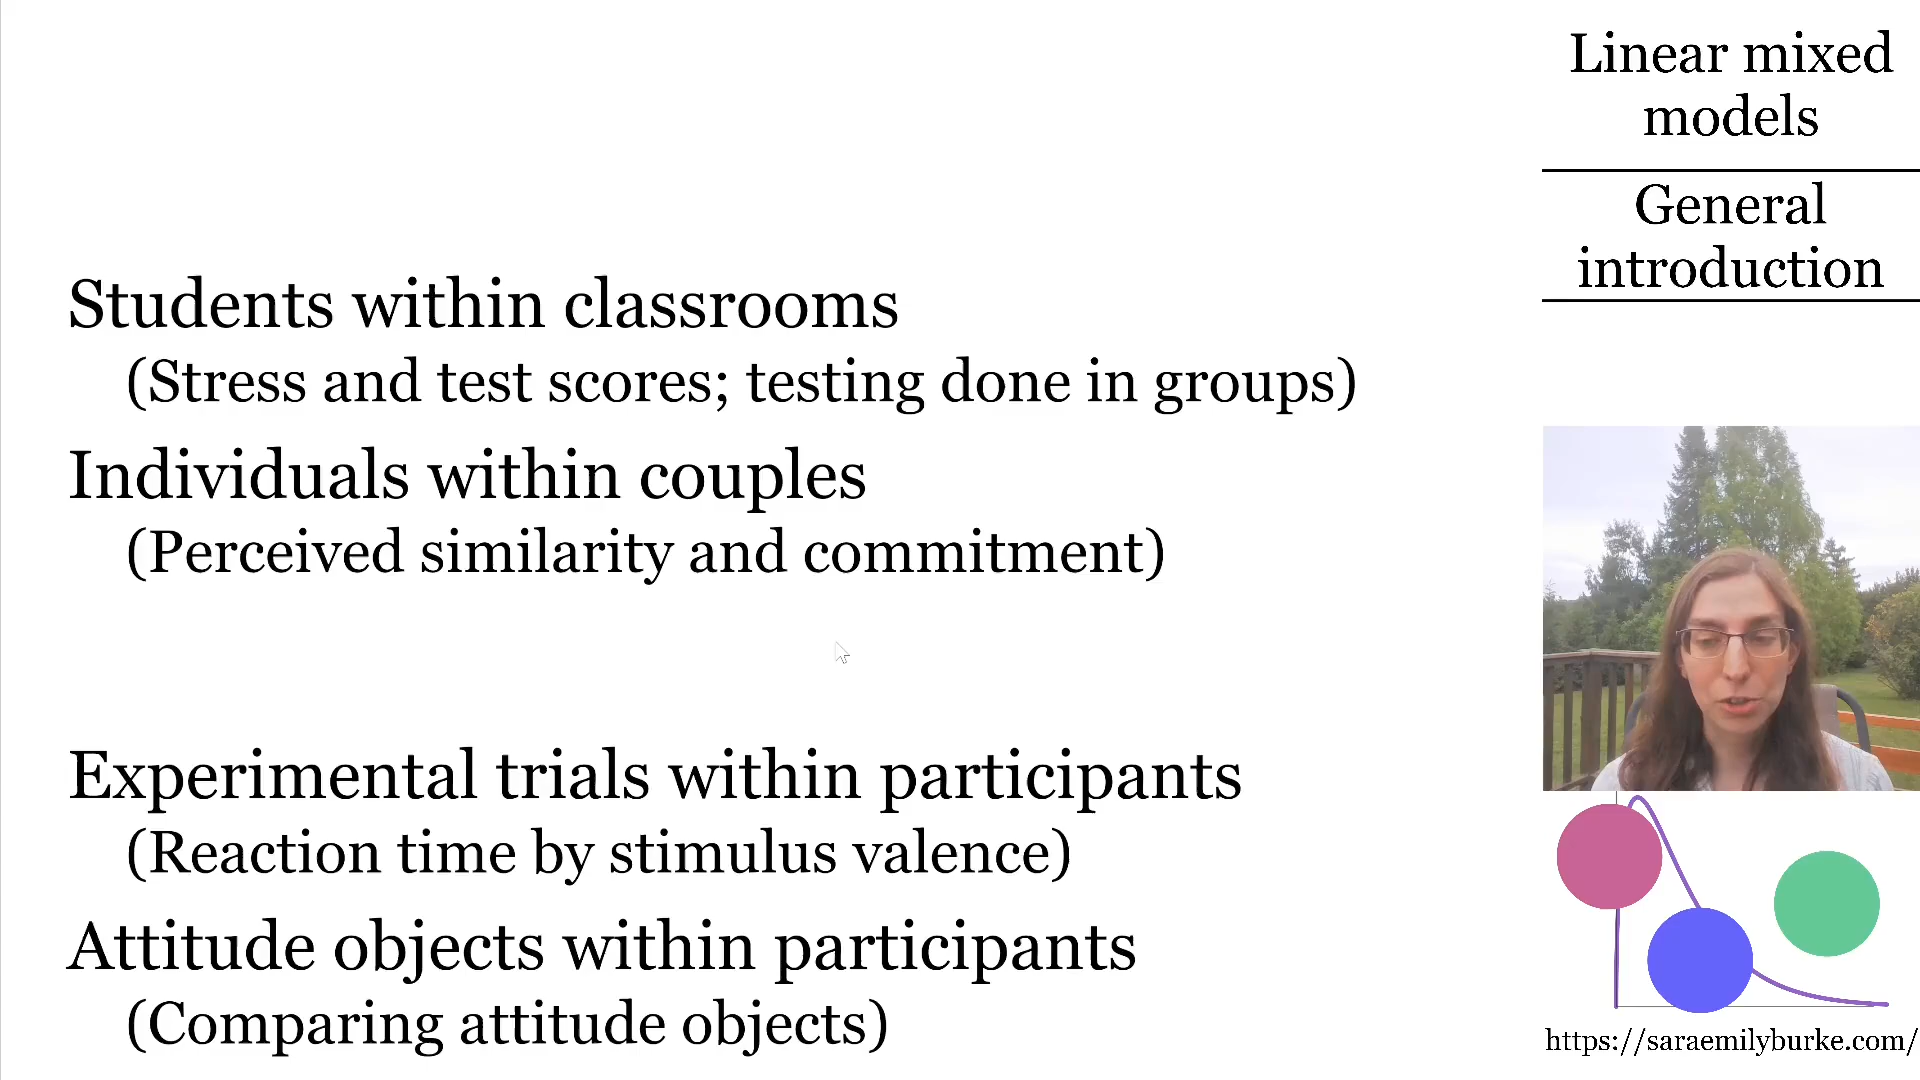 Linear mixed
models
General
introduction
Students within classrooms
(Stress and test scores; testing done in groups)
Individuals within couples
(Perceived similarity and commitment)
Experimental trials within participants
(Reaction time by stimulus valence)
Attitude objects within participants
(Comparing attitude objects)
https://saraemilyburke.com/